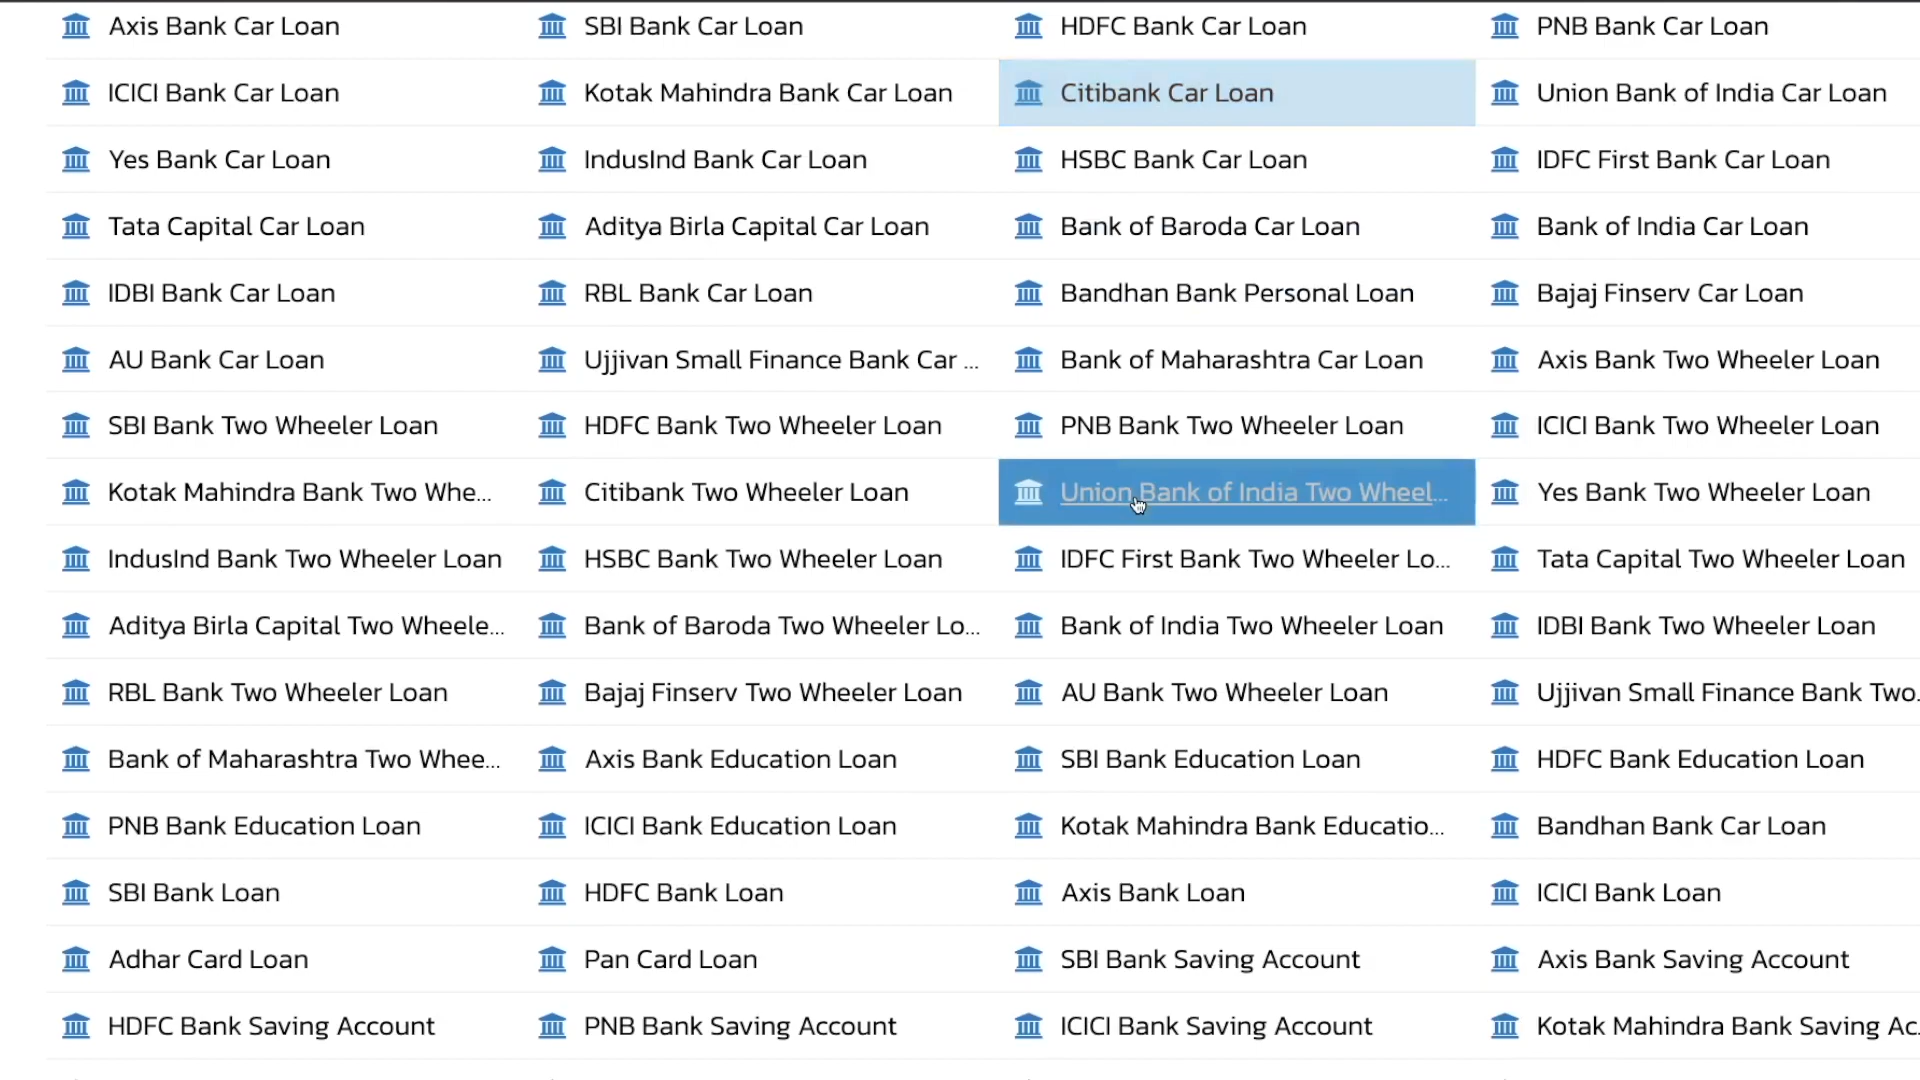 Axis Bank Car Loan
SBI Bank Car Loan
HDFC Bank Car Loan
PNB Bank Car Loan
ICICI Bank Car Loan
Kotak Mahindra Bank Car Loan
Citibank Car Loan
Union Bank of India Car Loan
Yes Bank Car Loan
IndusInd Bank Car Loan
HSBC Bank Car Loan
IDFC First Bank Car Loan
Tata Capital Car Loan
Aditya Birla Capital Car Loan
Bank of Baroda Car Loan
Bank of India Car Loan
IDBI Bank Car Loan
RBL Bank Car Loan
Bandhan Bank Personal Loan
Bajaj Finserv Car Loan
AU Bank Car Loan
Ujjivan Small Finance Bank Car ...
Bank of Maharashtra Car Loan
Axis Bank Two Wheeler Loan
SBI Bank Two Wheeler Loan
HDFC Bank Two Wheeler Loan
PNB Bank Two Wheeler Loan
ICICI Bank Two Wheeler Loan
Kotak Mahindra Bank Two Whe...
Citibank Two Wheeler Loan
Union Bank of India Two Wheel...
Yes Bank Two Wheeler Loan
IndusInd Bank Two Wheeler Loan
HSBC Bank Two Wheeler Loan
IDFC First Bank Two Wheeler Lo...
Tata Capital Two Wheeler Loan
Aditya Birla Capital Two Wheele...
Bank of Baroda Two Wheeler Lo...
Bank of India Two Wheeler Loan
IDBI Bank Two Wheeler Loan
RBL Bank Two Wheeler Loan
Bajaj Finserv Two Wheeler Loan
AU Bank Two Wheeler Loan
Ujjivan Small Finance Bank Two.
Bank of Maharashtra Two Whee...
Axis Bank Education Loan
SBI Bank Education Loan
HDFC Bank Education Loan
PNB Bank Education Loan
ICICI Bank Education Loan
Kotak Mahindra Bank Educatio...
Bandhan Bank Car Loan
SBI Bank Loan
HDFC Bank Loan
Axis Bank Loan
ICICI Bank Loan
Adhar Card Loan
Pan Card Loan
SBI Bank Saving Account
Axis Bank Saving Account
HDFC Bank Saving Account
PNB Bank Saving Account
ICICI Bank Saving Account
Kotak Mahindra Bank Saving Ac.